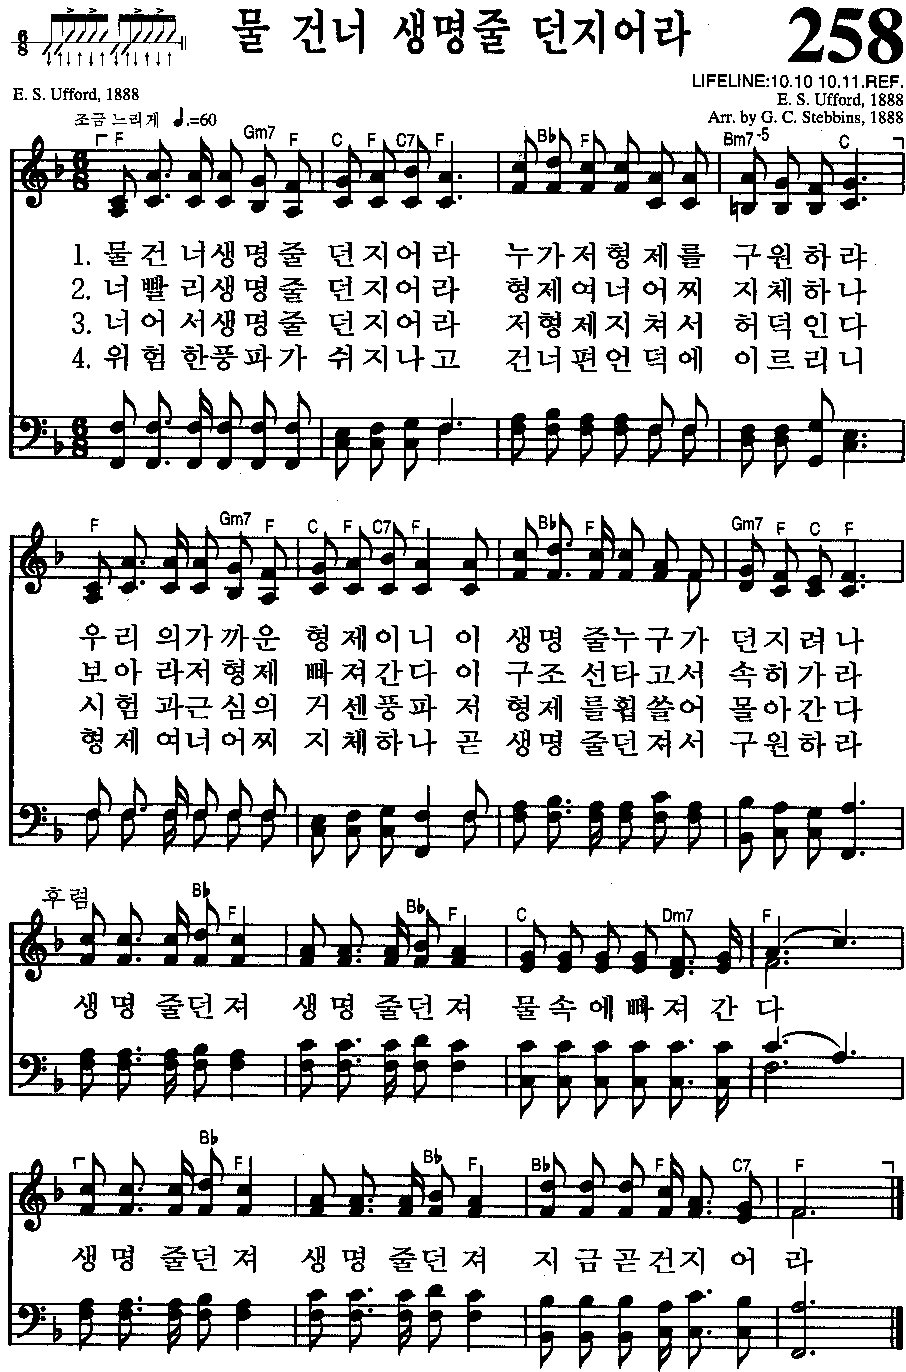 물 건너 생명줄 던지어라 258
LIFELINE:10.10 10.11.REF.
E. S. Ufford, 1888 E. S. Ufford, 1888
조금 느리게 ♩.=60 Arr. by G. C. Stebbins, 1888
F Gm7 F C F C7 F B♭ F Bm7-5 C
6/8
1. 물건 너생명줄 던지어라 누가저형제를 구원하랴
2. 너빨 리생명줄 던지어라 형제여너어찌 지체하나
3. 너어 서생명줄 던지어라 저형제지쳐서 허덕인다
4. 위험 한풍파가 쉬지나고 건너편언덕에 이르리니
F Gm7 F C F C7 F B♭ F Gm7 F C F
우리 의가까운 형제이니 이 생명 줄누구가 던지려나
보아 라저형제 빠져간다 이 구조 선타고서 속히가라
시험 과근심의 거센풍파 저 형제 를휩쓸어 몰아간다
형제 여너어찌 지체하나 곧 생명 줄던져서 구원하라
후렴 B♭ F B♭ F C Dm7 F
생명 줄던져 생명 줄던져 물속에빠져 간 다
B♭ F B♭ F B♭ F C7 F
생명 줄던져 생명 줄던져 지금곧건지 어 라